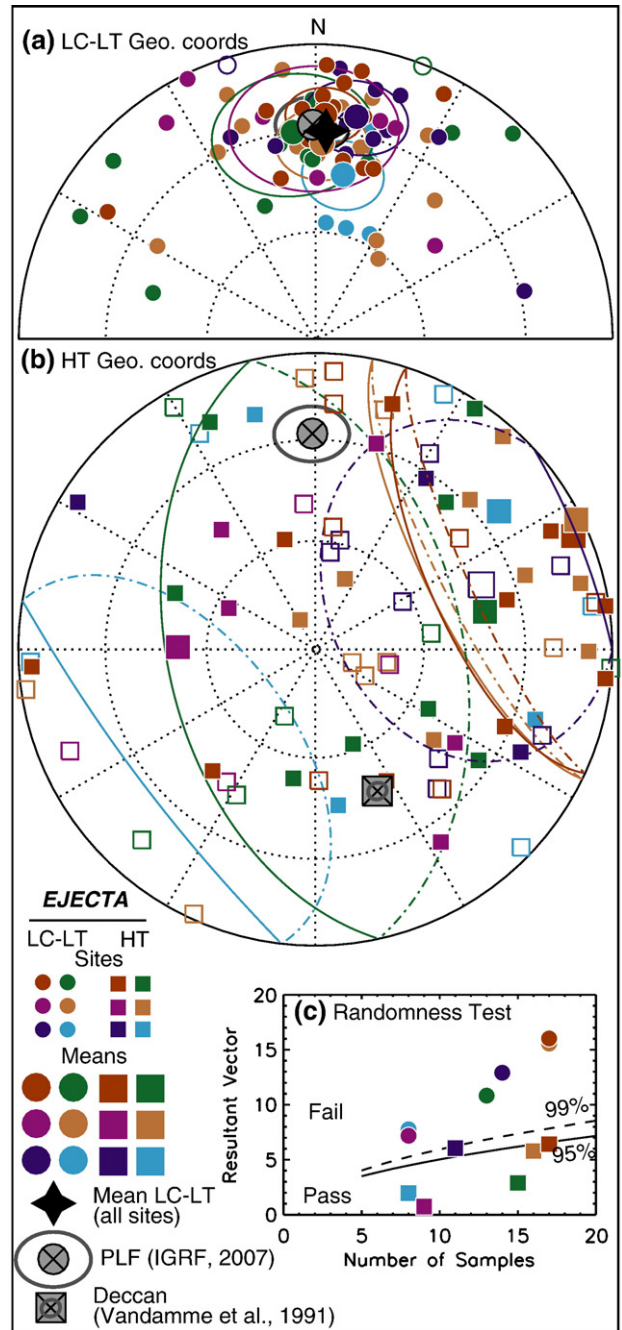 (a) LC-LT Geo. coords
N
(b) HT Geo. coords
EJECTA
LC-LT HT
Sites
Means
Mean LC-LT
(all sites)
PLF (IGRF, 2007)
Deccan
(Vandamme et al., 1991)
(c) Randomness Test
Resultant Vector
20
15
10
5
0
Fail
Pass
99%
95%
0 5 10 15 20
Number of Samples